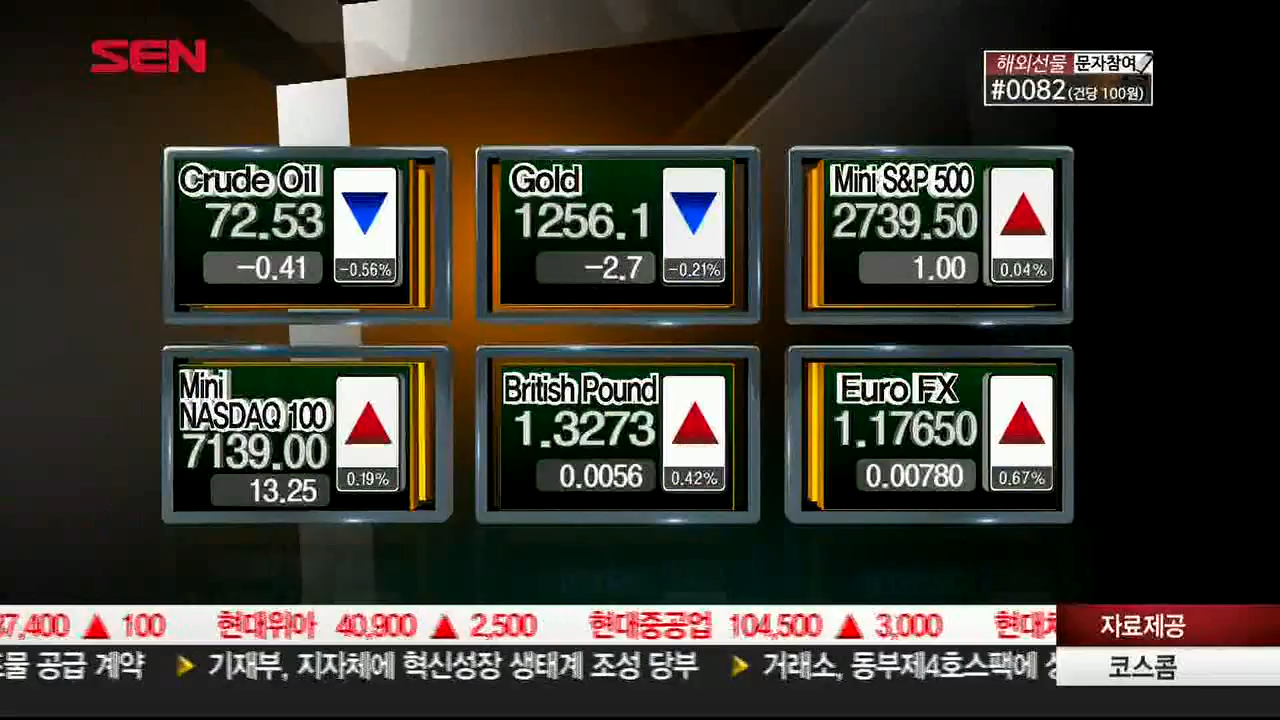 SEN
해외선물 문자참여
#0082(건당 100원)
Crude Oil
72.53
-0.41
-0.56%
Gold
1256.1
-2.7
-0.21%
Mini S&P 500
2739.50
1.00
0.04%
Mini
NASDAQ 100
7139.00
13.25
0.19%
British Pound
1.3273
0.0056
0.42%
Euro FX
1.17650
0.00780
0.67%
37,400 ▲ 100 현대위아 40,900 ▲ 2,500 현대중공업 104,500 ▲ 3,000
자료제공
공급 계약 ▶ 기재부, 지자체에 혁신성장 생태계 조성 당부 ▶ 거래소, 동부제4호스팩에
코스콤